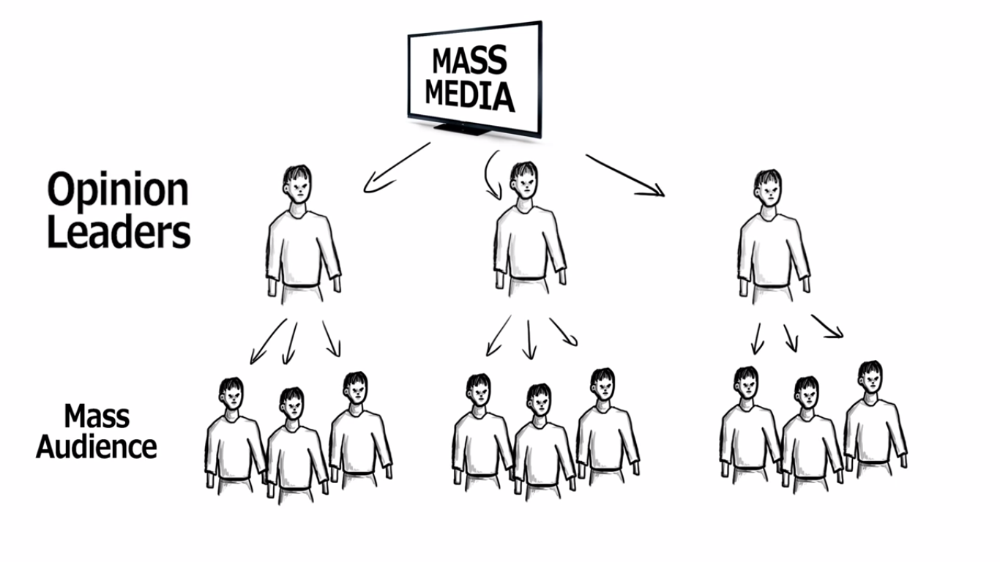 MASS
MEDIA
Opinion
Leaders
Mass
Audience